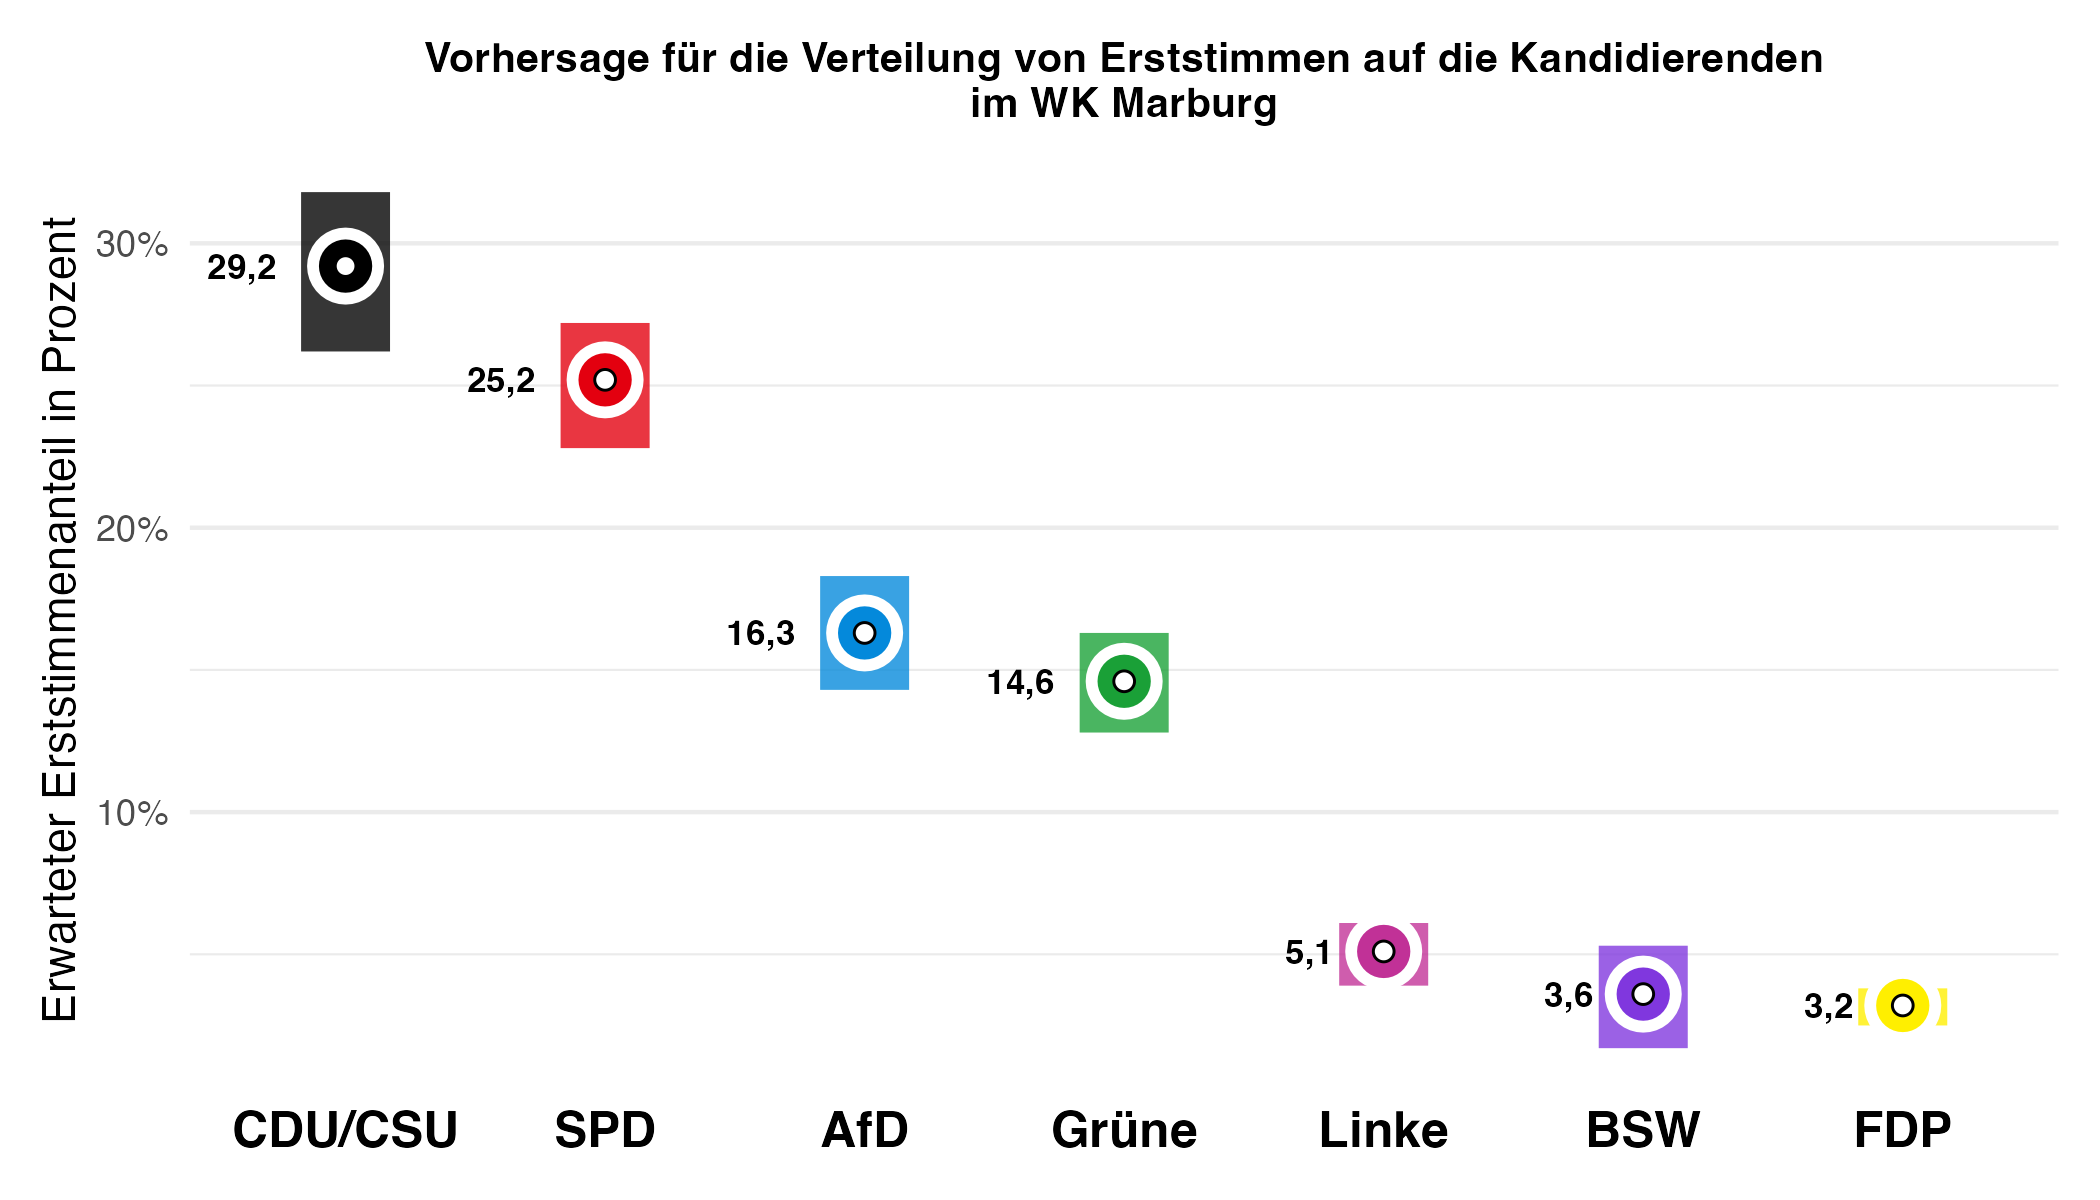 Vorhersage für die Verteilung von Erststimmen auf die Kandidierenden
im WK Marburg
Erwarteter Erststimmenanteil in Prozent
30%
20%
10%
29,2
25,2
16,3
14,6
5,1
3,6
3,2
CDU/CSU
SPD
AfD
Grüne
Linke
BSW
FDP